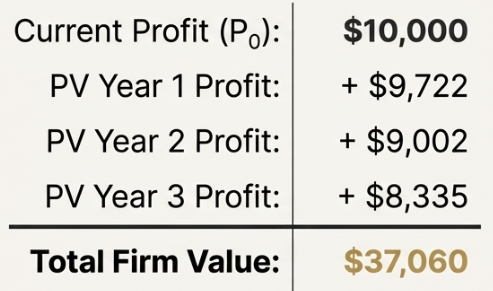 Current Profit (P₀): $10,000
PV Year 1 Profit: + $9,722
PV Year 2 Profit: + $9,002
PV Year 3 Profit: + $8,335
Total Firm Value: $37,060